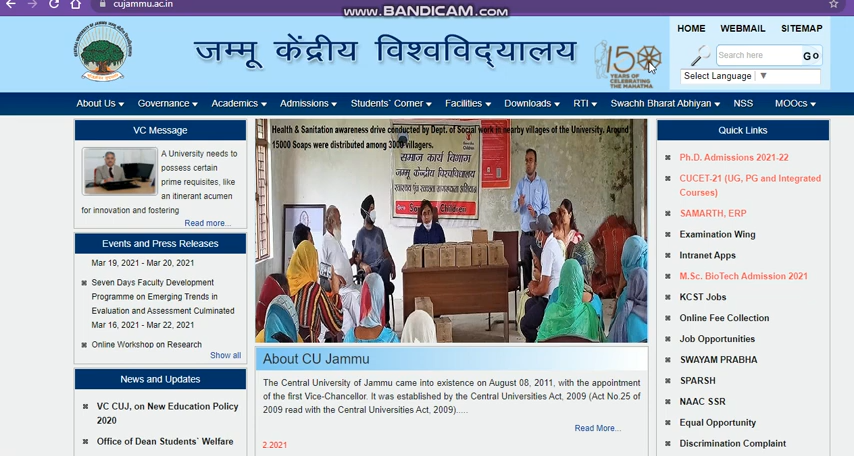 cujammu.ac.in
www.BANDICAM.com
HOME WEBMAIL SITEMAP
जम्मू केंद्रीय विश्वविद्यालय
150
YEARS OF
CELEBRATING
THE MAHATMA
Search here
Go
Select Language
About Us Governance Academics Admissions Students` Corner Facilities Downloads RTI Swachh Bharat Abhiyan NSS MOOCs
VC Message
A University needs to
possess certain
prime requisites, like
an itinerant acumen
for innovation and fostering
Read more...
Events and Press Releases
Mar 19, 2021 - Mar 20, 2021
Seven Days Faculty Development
Programme on Emerging Trends in
Evaluation and Assessment Culminated
Mar 16, 2021 - Mar 22, 2021
Online Workshop on Research
Show all
News and Updates
VC CUJ, on New Education Policy
2020
Office of Dean Students` Welfare
Health & Sanitation awareness drive conducted by Dept. of Social work in nearby villages of the University. Around
15000 Soaps were distributed among 3000 villagers.
समाज कार्य विभाग
जम्मू केंद्रीय विश्वविद्यालय
About CU Jammu
The Central University of Jammu came into existence on August 08, 2011, with the appointment
of the first Vice-Chancellor. It was established by the Central Universities Act, 2009 (Act No.25 of
2009 read with the Central Universities Act, 2009).....
Read More...
2.2021
Quick Links
Ph.D. Admissions 2021-22
CUCET-21 (UG, PG and Integrated
Courses)
SAMARTH, ERP
Examination Wing
Intranet Apps
M.Sc. BioTech Admission 2021
KCST Jobs
Online Fee Collection
Job Opportunities
SWAYAM PRABHA
SPARSH
NAAC SSR
Equal Opportunity
Discrimination Complaint